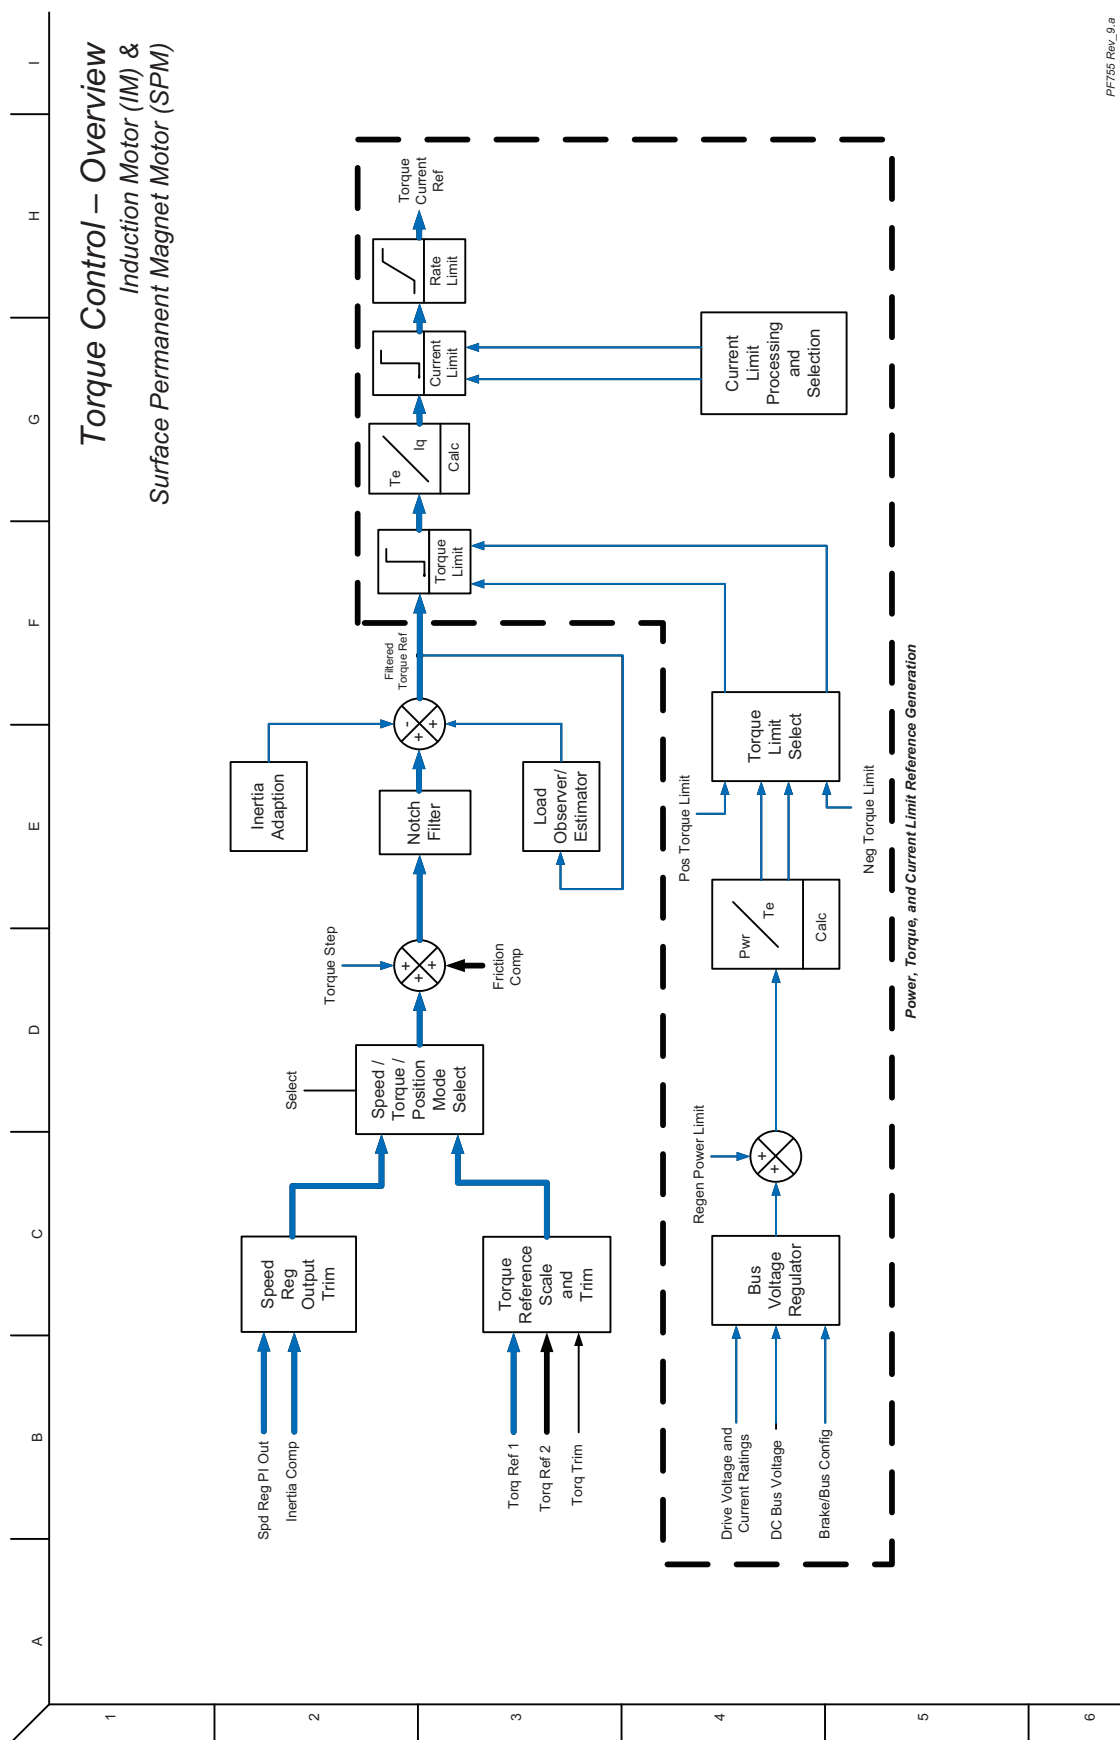 Torque Control – Overview
Induction Motor (IM) &
Surface Permanent Magnet Motor (SPM)
A
B
C
D
E
F
G
H
I
1
2
3
4
5
6
Spd Reg PI Out
Inertia Comp
Speed
Reg
Output
Trim
Torq Ref 1
Torq Ref 2
Torq Trim
Torque
Reference
Scale
and
Trim
Select
Speed /
Torque /
Position
Mode
Select
Torque Step
+
+
+
Friction
Comp
Notch
Filter
Inertia
Adaption
Load
Observer/
Estimator
-
+
+
Filtered
Torque Ref
Torque
Limit
Te
Iq
Calc
Current
Limit
Rate
Limit
Torque
Current
Ref
Current
Limit
Processing
and
Selection
Drive Voltage and
Current Ratings
DC Bus Voltage
Brake/Bus Config
Bus
Voltage
Regulator
Regen Power Limit
+
+
Pwr
Te
Calc
Pos Torque Limit
Neg Torque Limit
Torque
Limit
Select
Power, Torque, and Current Limit Reference Generation
PF755 Rev_9.a